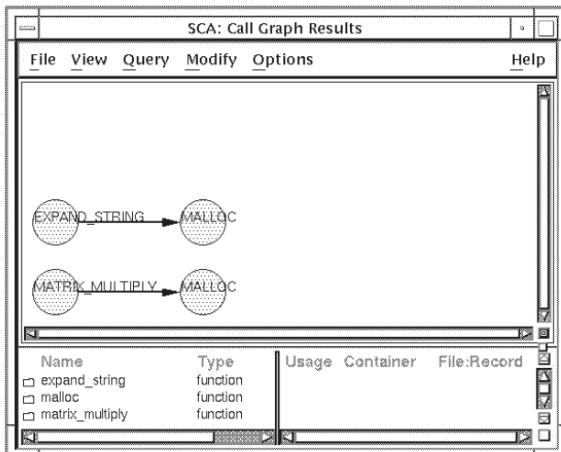 SCA: Call Graph Results
File View Query Modify Options Help
EXPAND_STRING MALLOC
MATRIX_MULTIPLY MALLOC
Name Type Usage Container File:Record
expand_string function
malloc function
matrix_multiply function